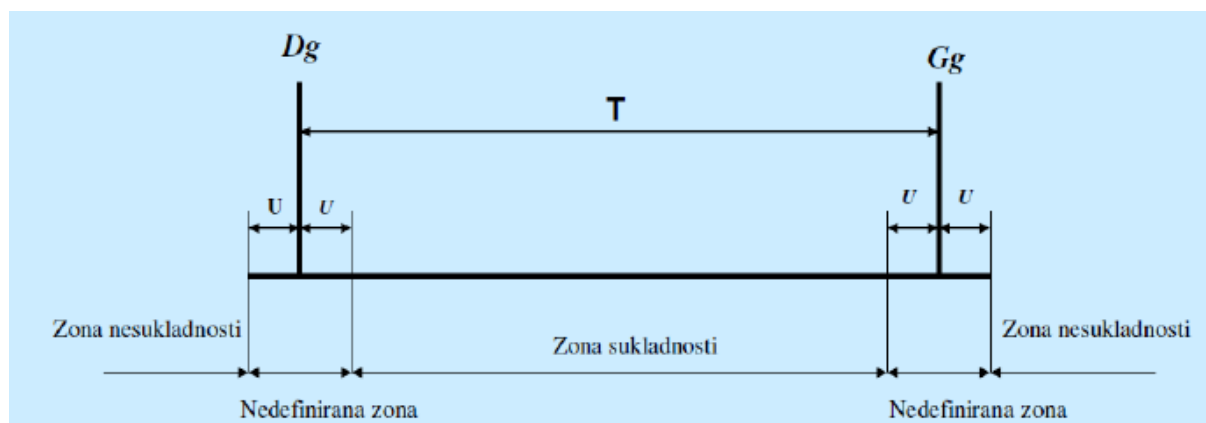 Dg
Gg
T
U
U
U
U
Zona nesukladnosti
Zona sukladnosti
Zona nesukladnosti
Nedefinirana zona
Nedefinirana zona